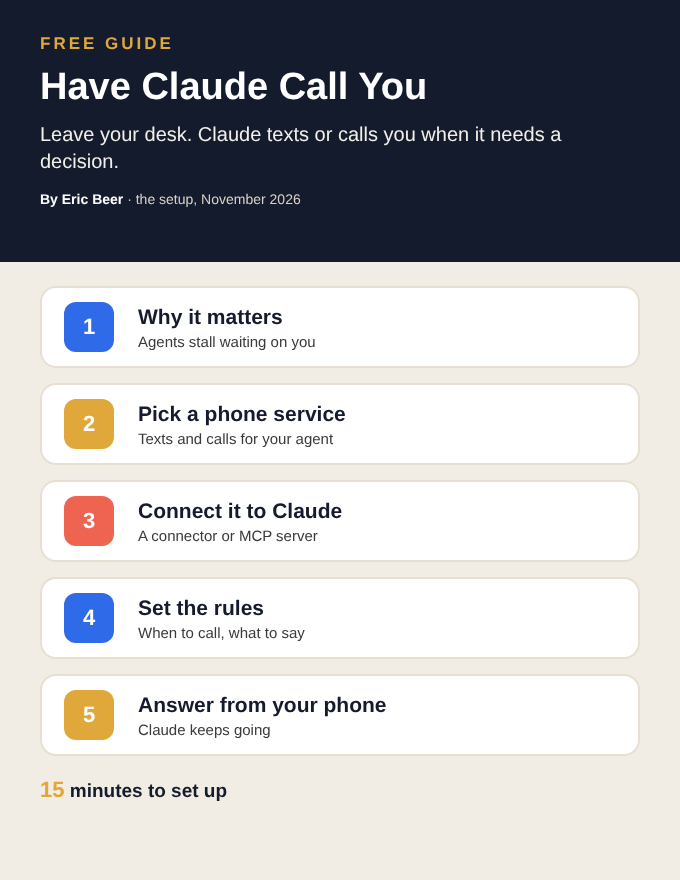 FREE GUIDE
Have Claude Call You
Leave your desk. Claude texts or calls you when it needs a
decision.
By Eric Beer · the setup, November 2026
1
Why it matters
Agents stall waiting on you
2
Pick a phone service
Texts and calls for your agent
3
Connect it to Claude
A connector or MCP server
4
Set the rules
When to call, what to say
5
Answer from your phone
Claude keeps going
15 minutes to set up